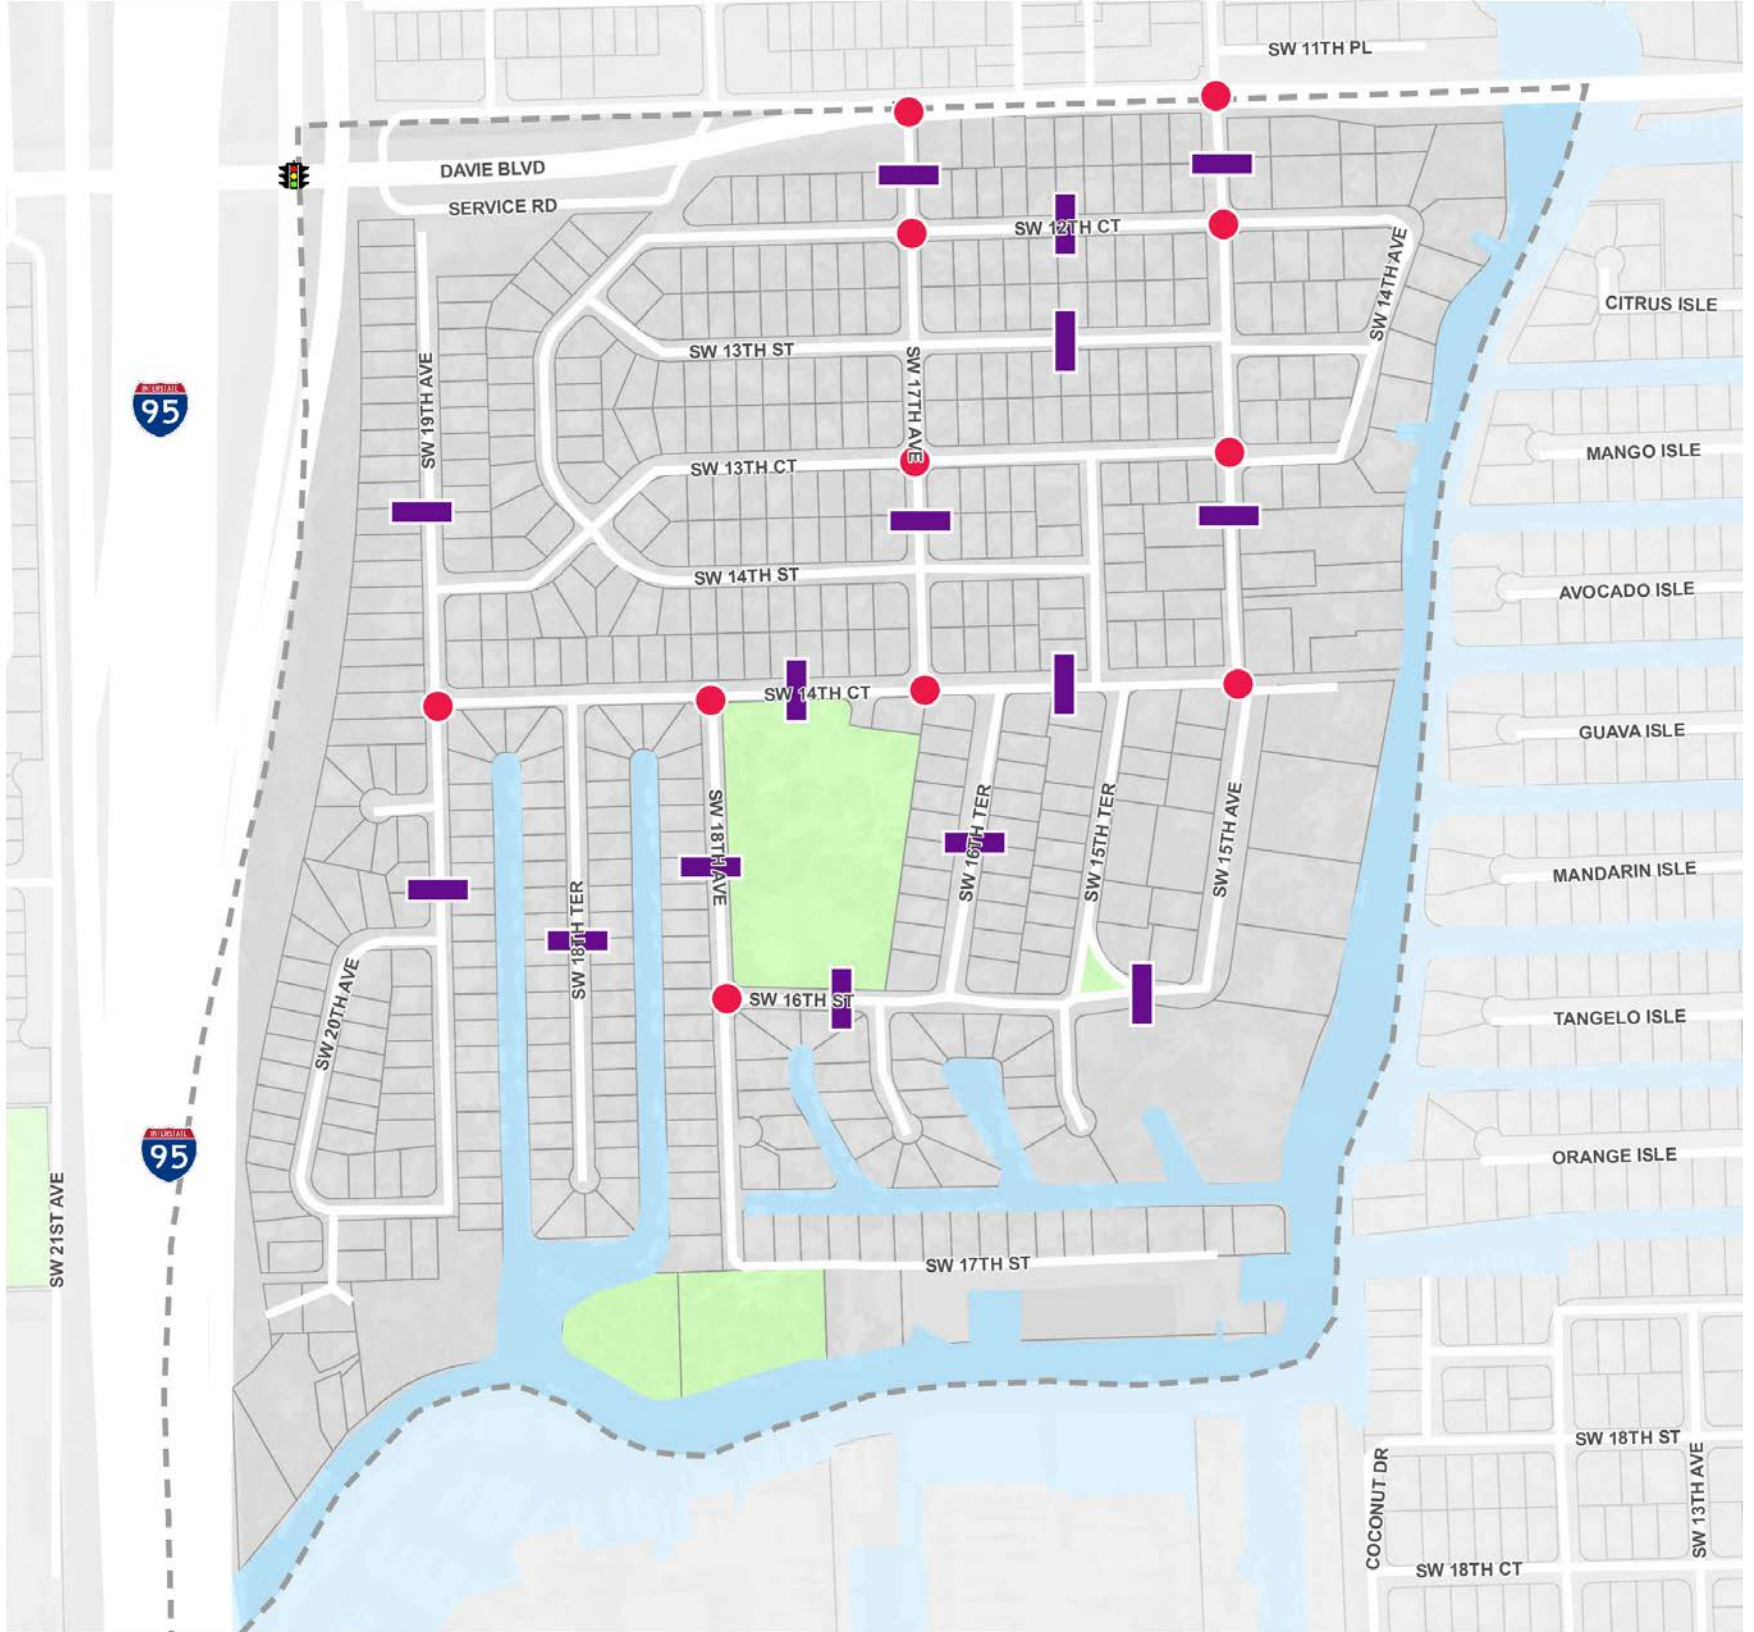 SW 11TH PL
DAVIE BLVD
SERVICE RD
SW 12TH CT
SW 14TH AVE
CITRUS ISLE
SW 13TH ST
SW 17TH AVE
SW 19TH AVE
INTERSTATE
95
MANGO ISLE
SW 13TH CT
SW 14TH ST
AVOCADO ISLE
SW 14TH CT
GUAVA ISLE
SW 18TH AVE
SW 16TH TER
SW 15TH TER
SW 15TH AVE
MANDARIN ISLE
SW 18TH TER
SW 20TH AVE
SW 16TH ST
TANGELO ISLE
INTERSTATE
95
ORANGE ISLE
SW 21ST AVE
SW 17TH ST
SW 18TH ST
COCONUT DR
SW 13TH AVE
SW 18TH CT